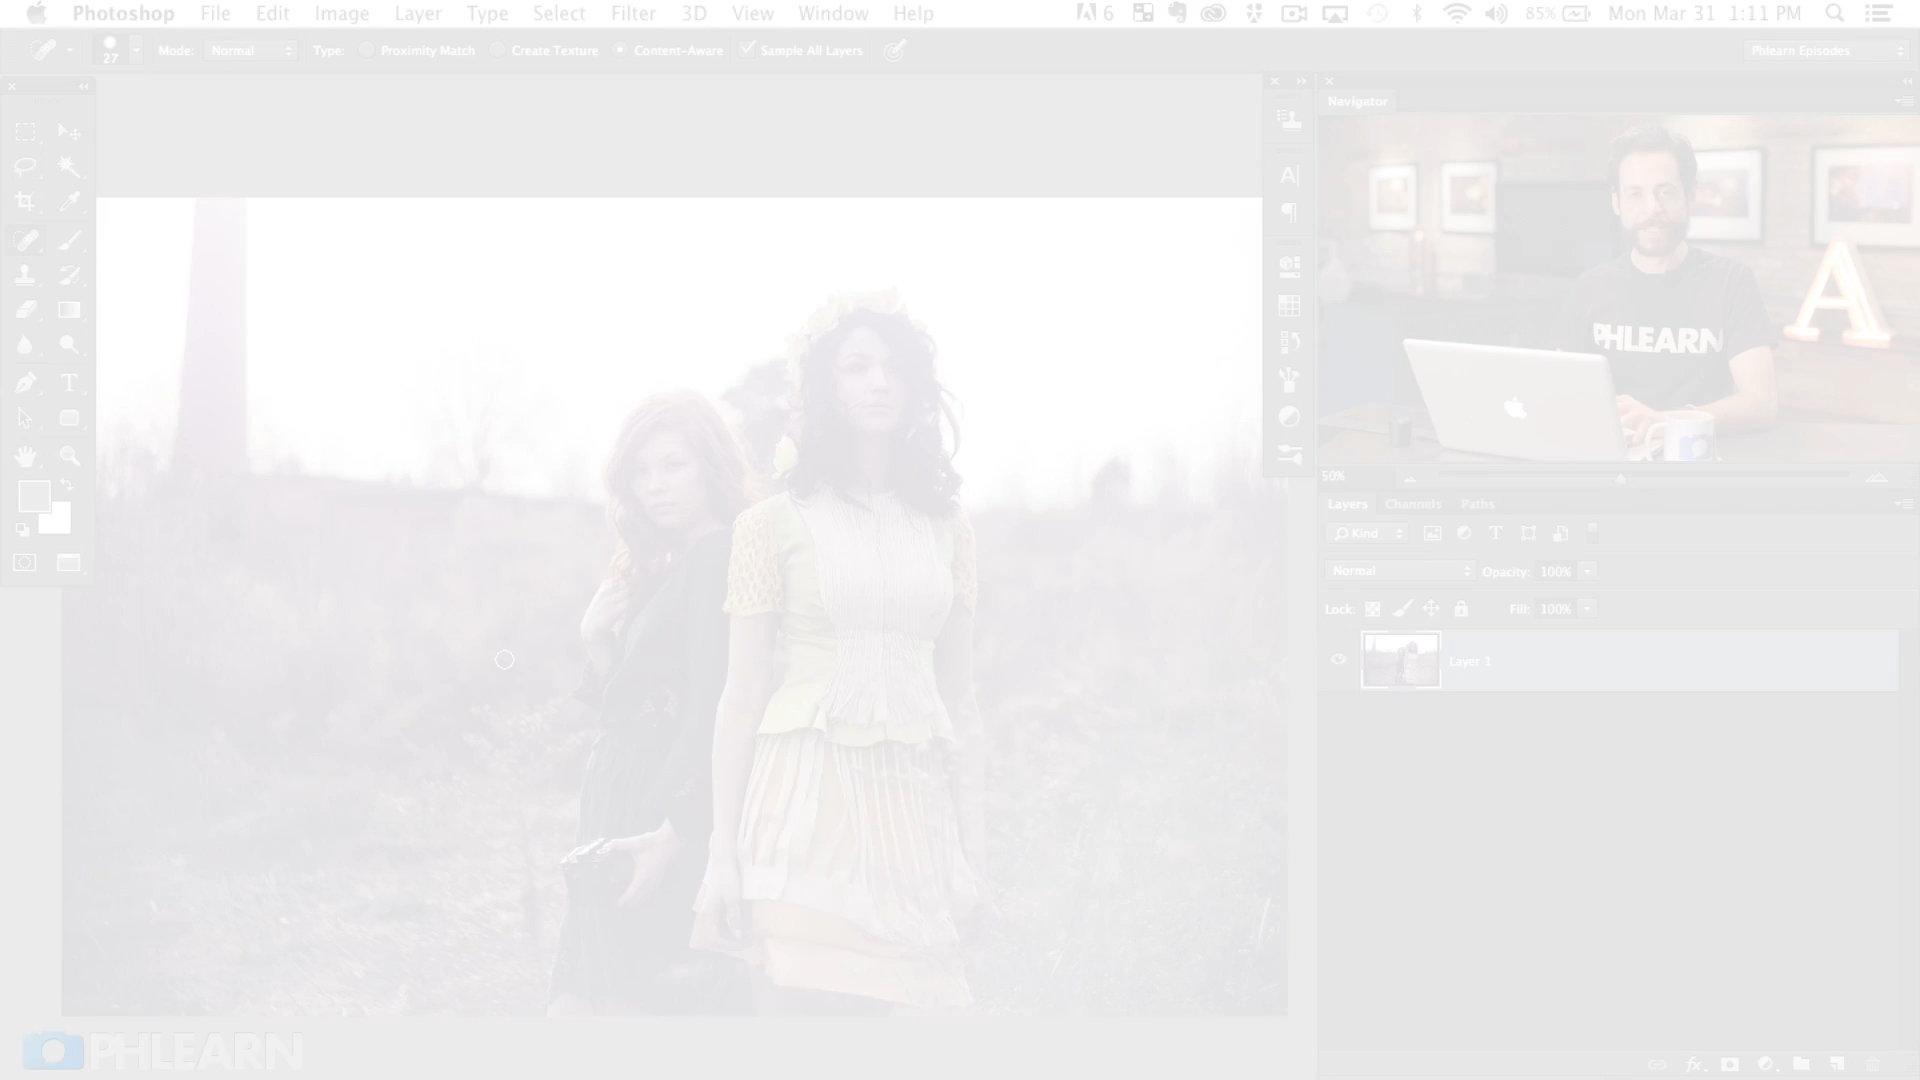 Photoshop File Edit Image Layer Type Select Filter 3D View Window Help 6 85% Mon Mar 31 1:11 PM
27 Mode: Normal Type: Proximity Match Create Texture Content-Aware Sample All Layers Phlearn Episodes
Navigator
A
PHLEARN
50%
Layers Channels Paths
Kind
Normal Opacity: 100%
Lock: Fill: 100%
Layer 1
PHLEARN
fx